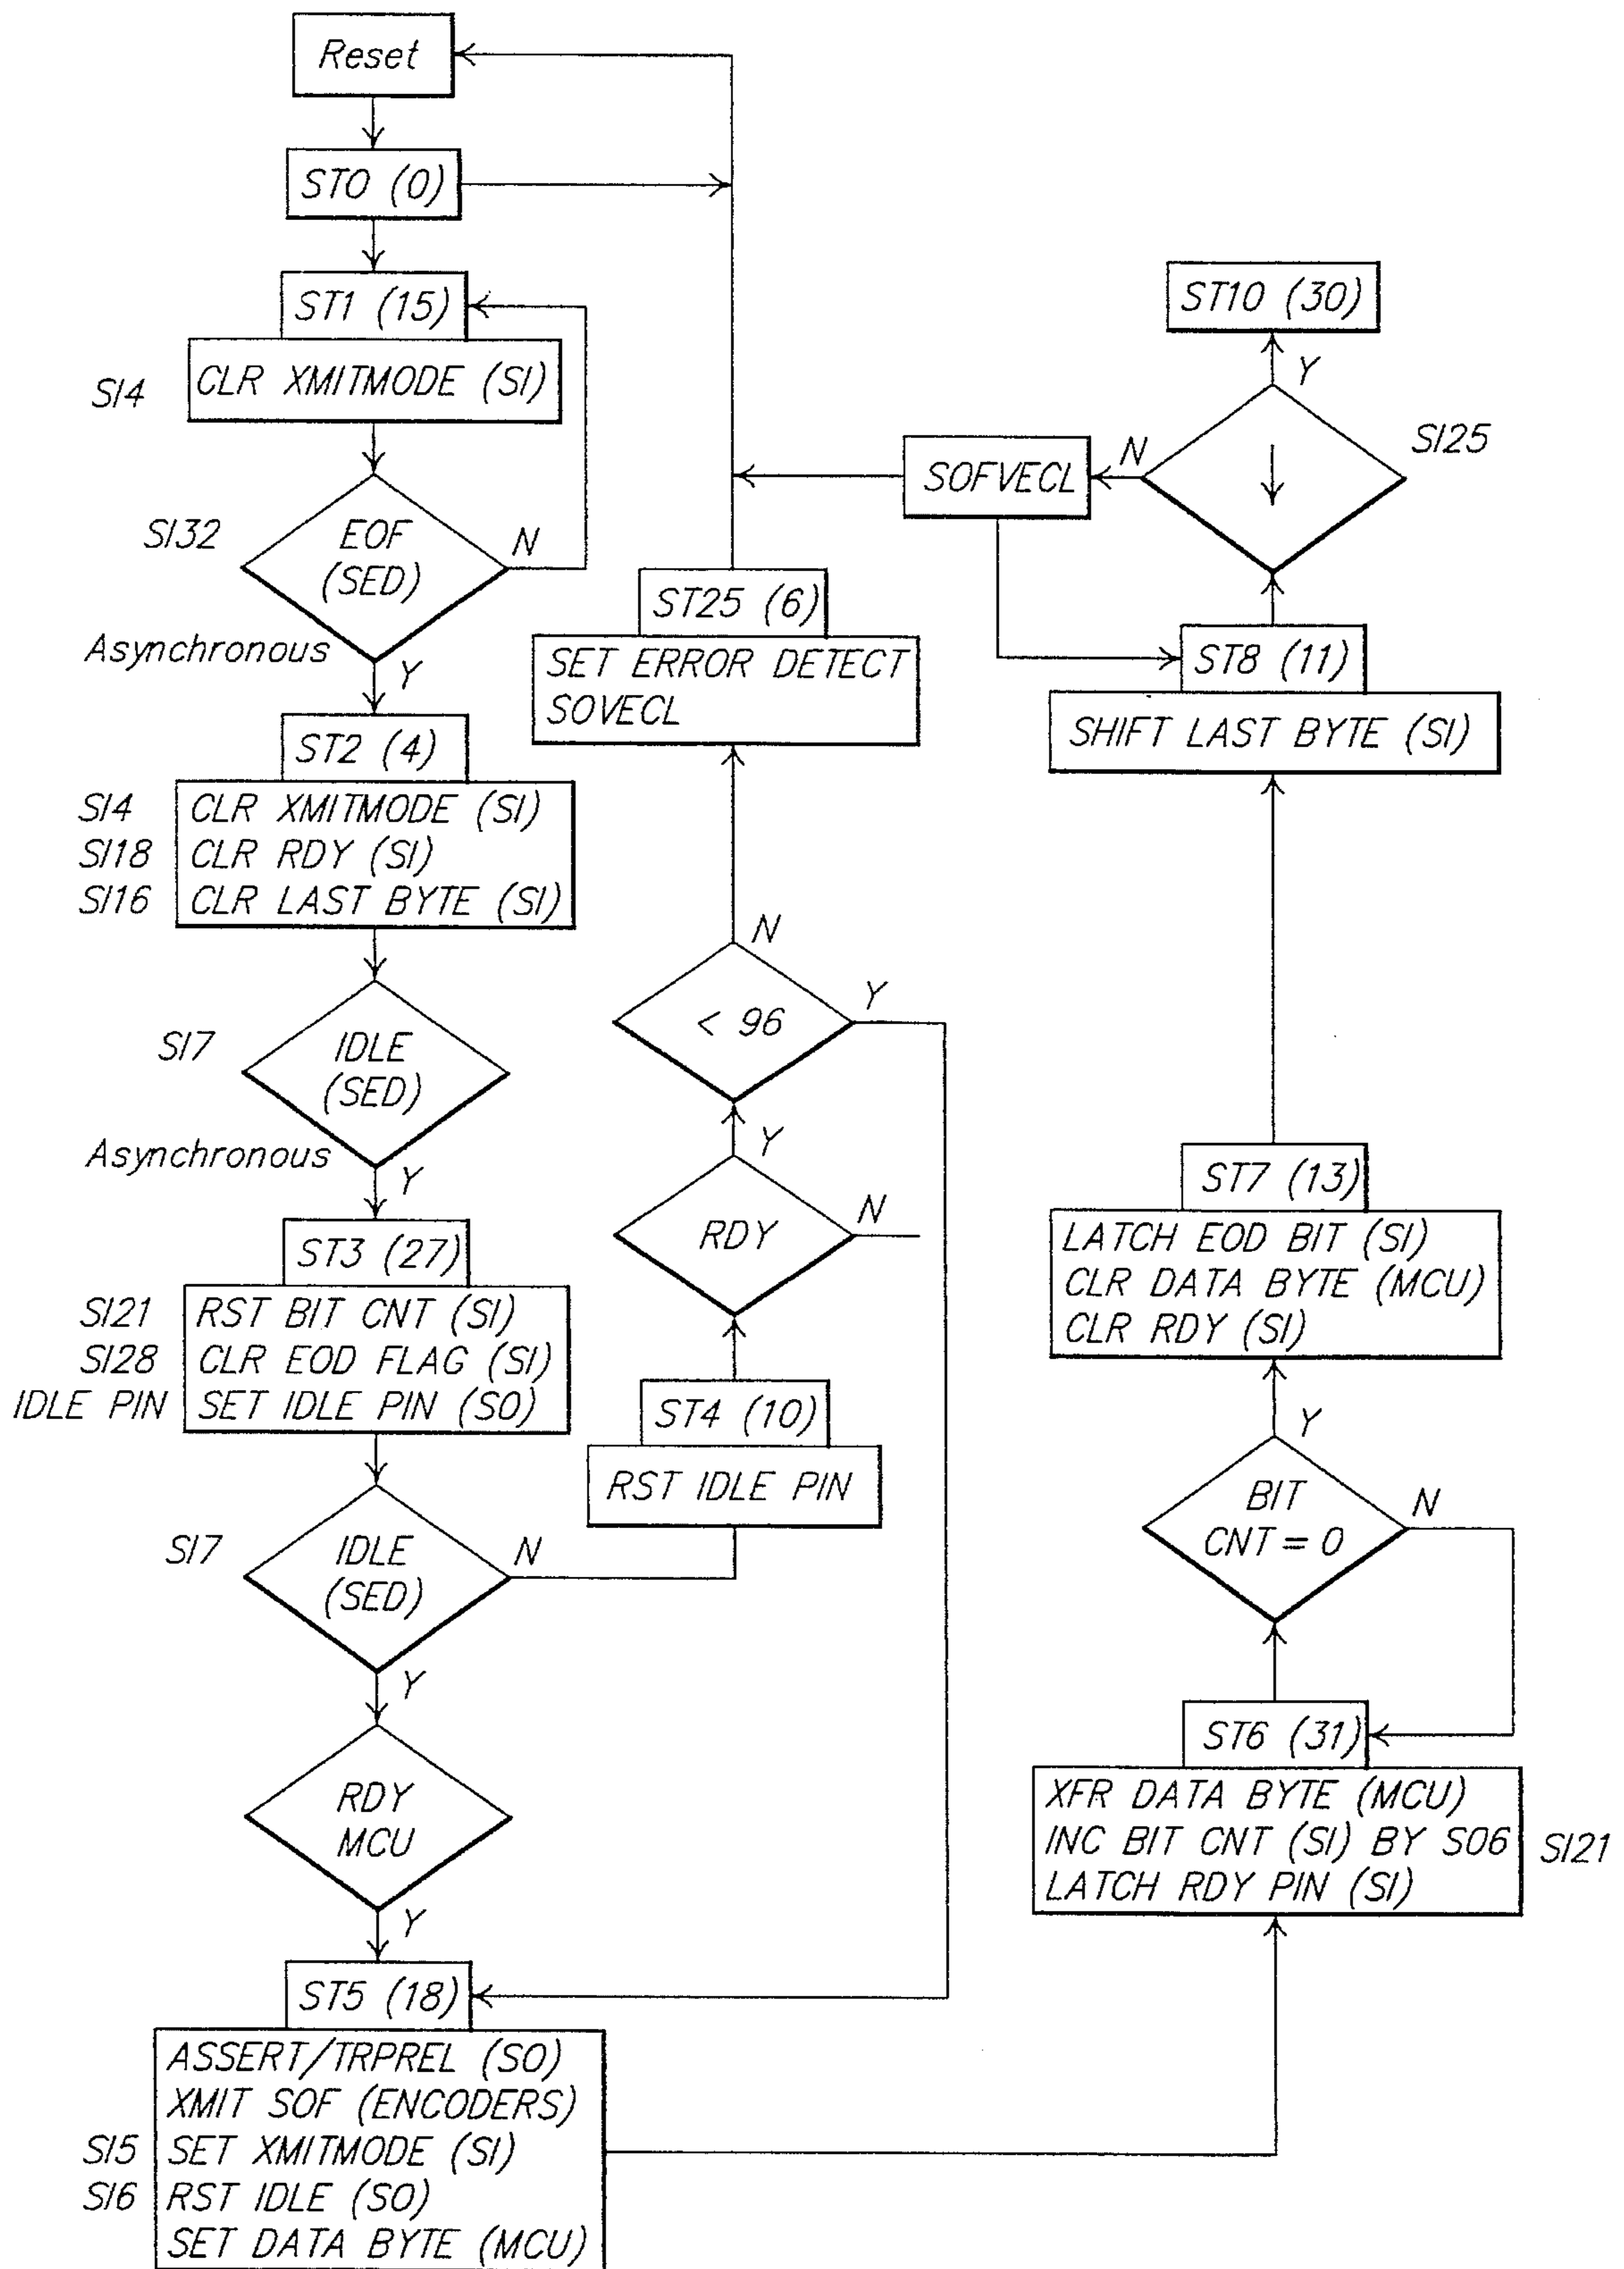 Reset
ST0 (0)
ST1 (15)
SI4
CLR XMITMODE (SI)
SI32
EOF
(SED)
N
Asynchronous
Y
ST2 (4)
SI4
CLR XMITMODE (SI)
SI18
CLR RDY (SI)
SI16
CLR LAST BYTE (SI)
SI7
IDLE
(SED)
Asynchronous
Y
ST3 (27)
SI21
RST BIT CNT (SI)
SI28
CLR EOD FLAG (SI)
IDLE PIN
SET IDLE PIN (SO)
SI7
IDLE
(SED)
N
Y
RDY
MCU
Y
ST5 (18)
ASSERT/TRPREL (SO)
XMIT SOF (ENCODERS)
SI5
SET XMITMODE (SI)
SI6
RST IDLE (SO)
SET DATA BYTE (MCU)
ST25 (6)
SET ERROR DETECT
SOVECL
N
< 96
Y
Y
RDY
N
ST4 (10)
RST IDLE PIN
ST10 (30)
Y
SI25
N
SOFVECL
ST8 (11)
SHIFT LAST BYTE (SI)
ST7 (13)
LATCH EOD BIT (SI)
CLR DATA BYTE (MCU)
CLR RDY (SI)
Y
BIT
CNT = 0
N
ST6 (31)
XFR DATA BYTE (MCU)
INC BIT CNT (SI) BY S06
SI21
LATCH RDY PIN (SI)